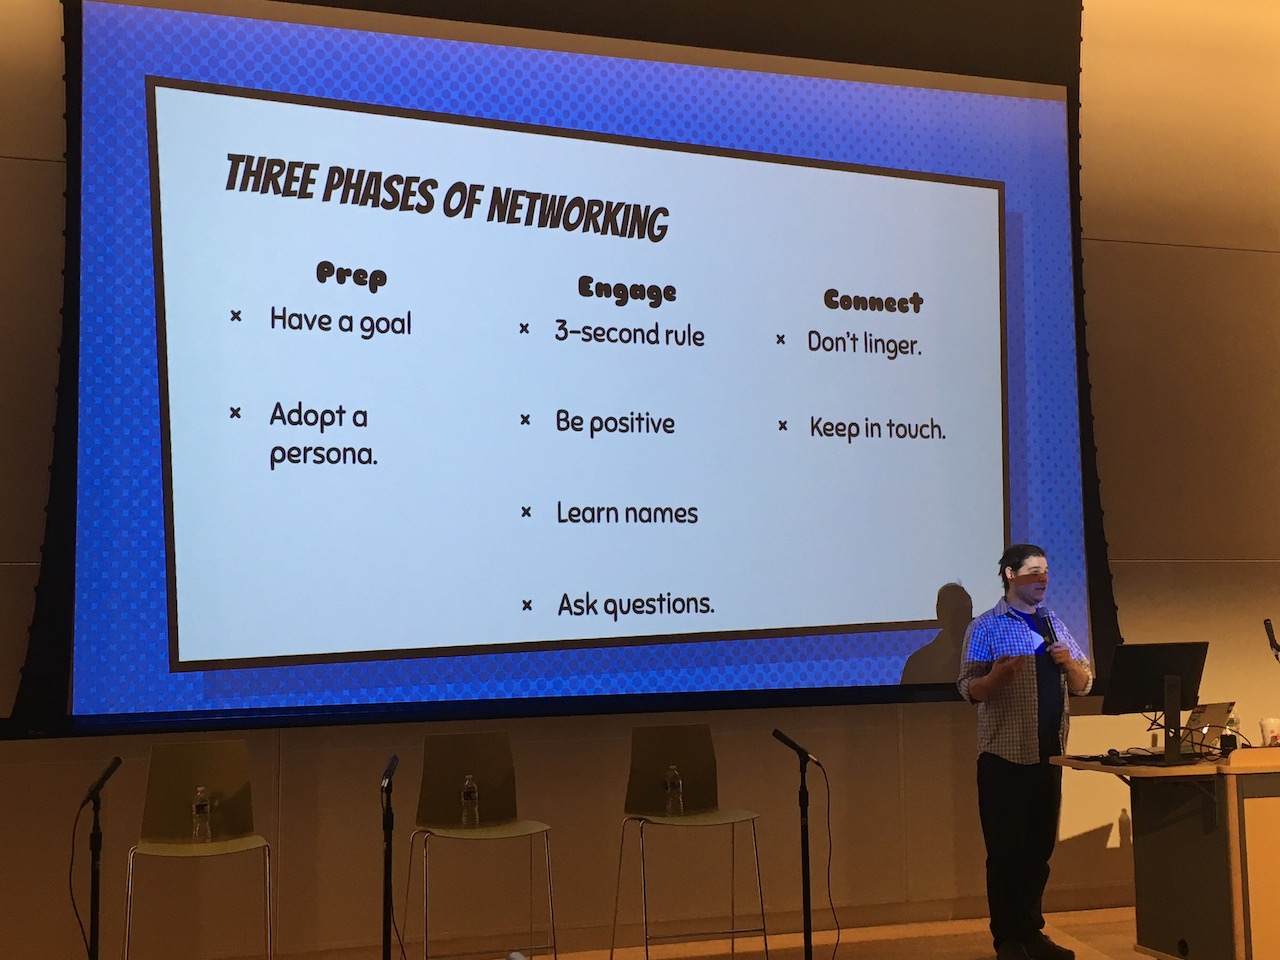 THREE PHASES OF NETWORKING
Prep
× Have a goal
× Adopt a
persona.
Engage
× 3-second rule
× Be positive
× Learn names
× Ask questions.
Connect
× Don't linger.
× Keep in touch.